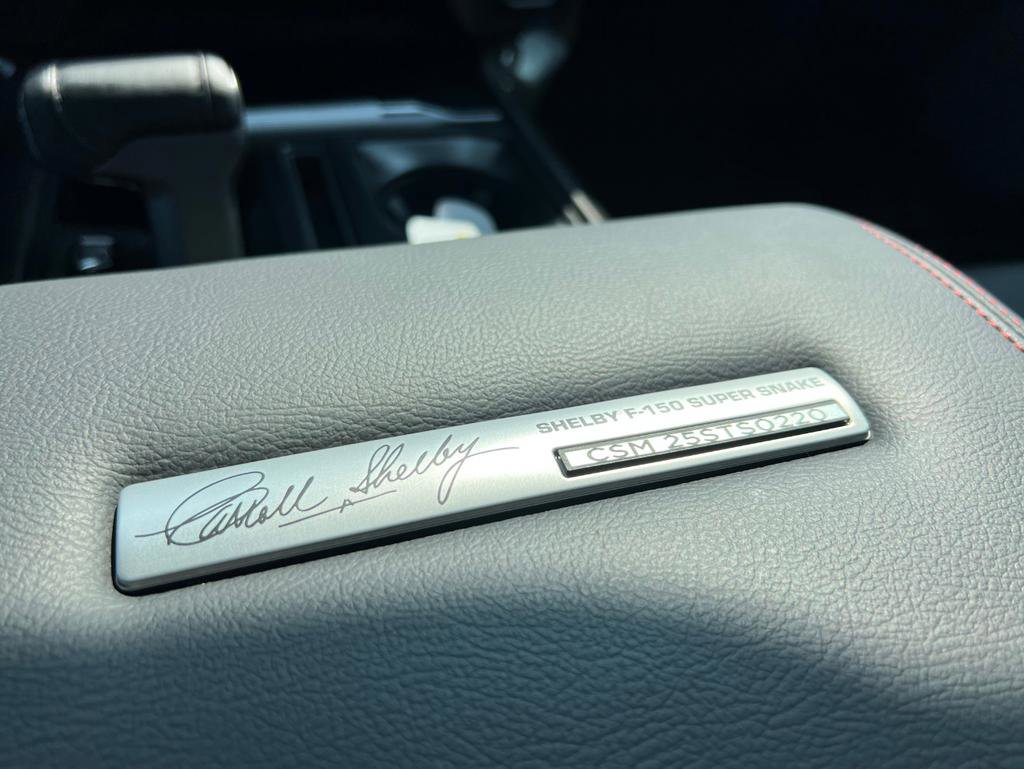 Carroll Shelby
SHELBY F-150 SUPER SNAKE
CSM 25STS0220